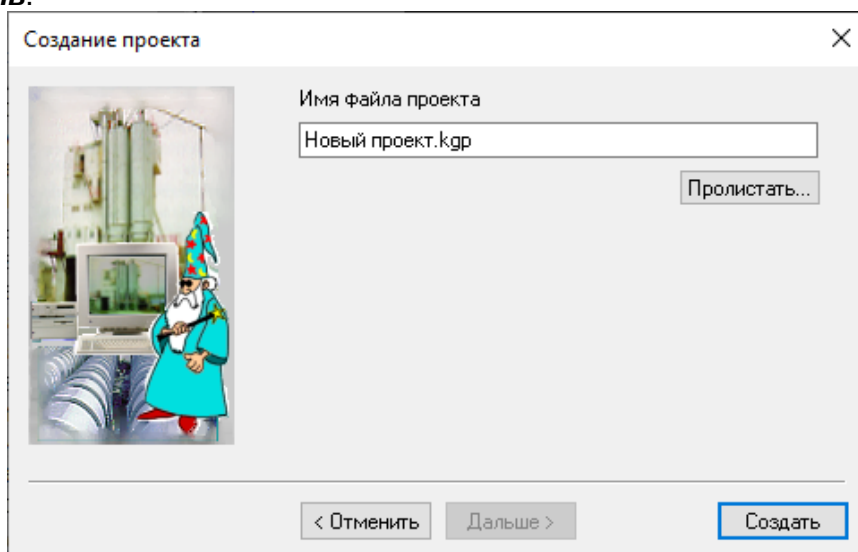 Создание проекта
Имя файла проекта
Новый проект.kgp
Пролистать...
< Отменить
Дальше >
Создать